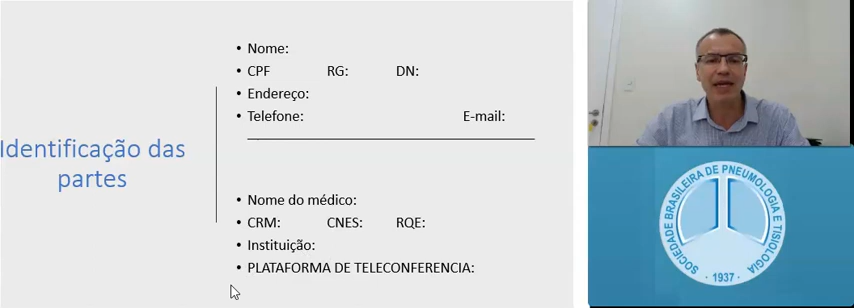 Identificação das
partes
• Nome:
• CPF RG: DN:
• Endereço:
• Telefone: E-mail:
• Nome do médico:
• CRM: CNES: RQE:
• Instituição:
• PLATAFORMA DE TELECONFERENCIA:
SOCIEDADE BRASILEIRA DE PNEUMOLOGIA E TISIOLOGIA
· 1937 ·